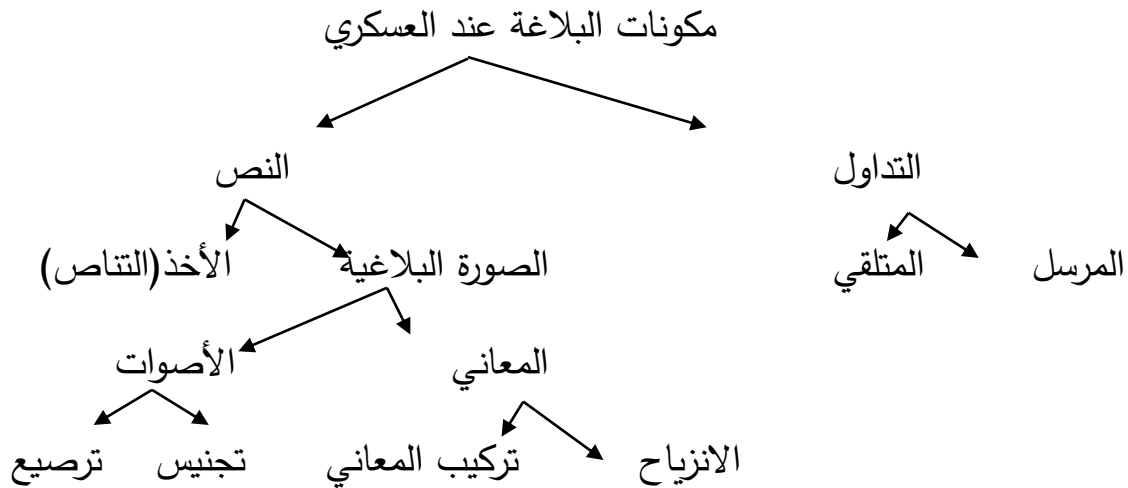 مكونات البلاغة عند العسكري
التداول النص
المرسل المتلقي الصورة البلاغية الأخذ(التناص)
المعاني الأصوات
الانزياح تركيب المعاني تجنيس ترصيع